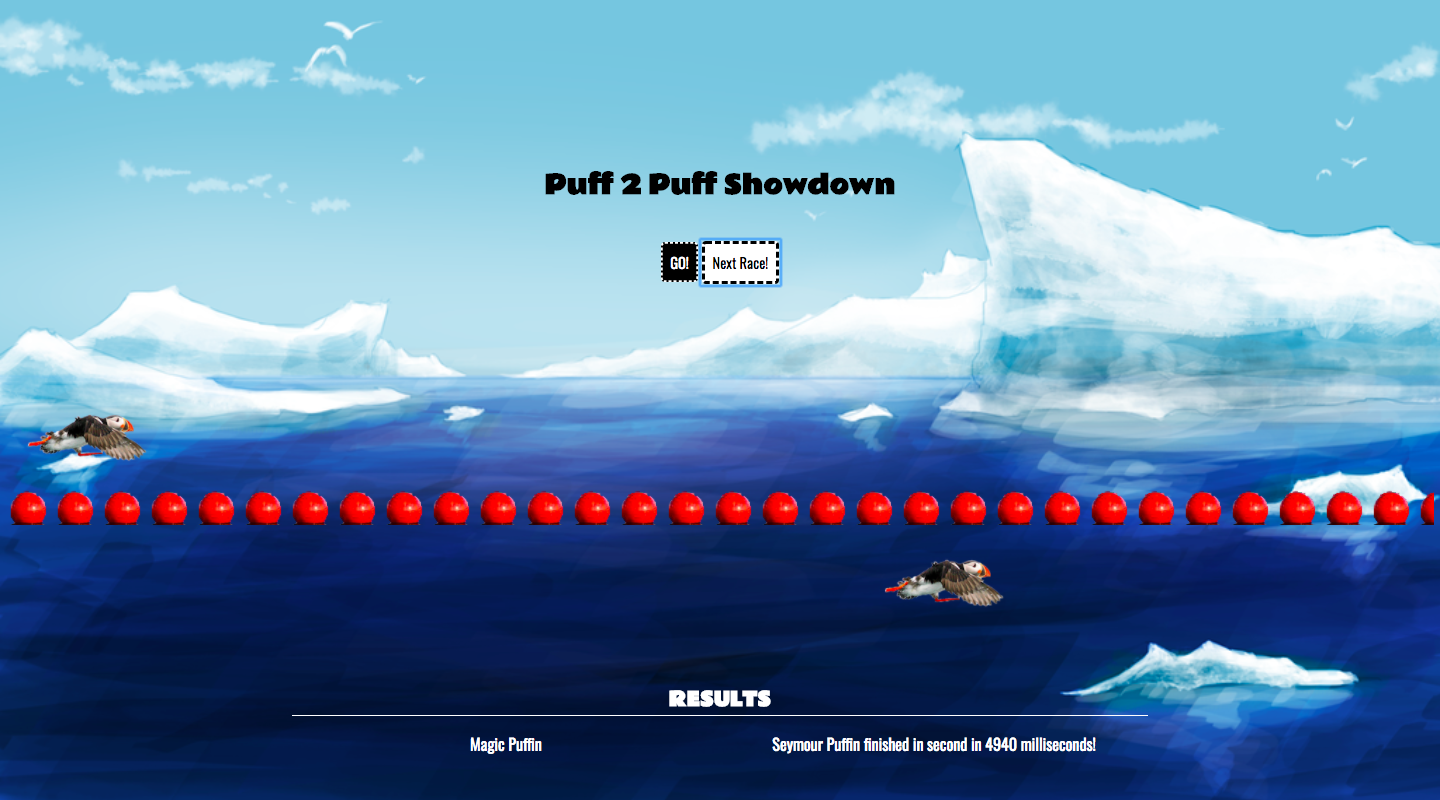 Puff 2 Puff Showdown
GO! Next Race!
RESULTS
Magic Puffin Seymour Puffin finished in second in 4940 milliseconds!